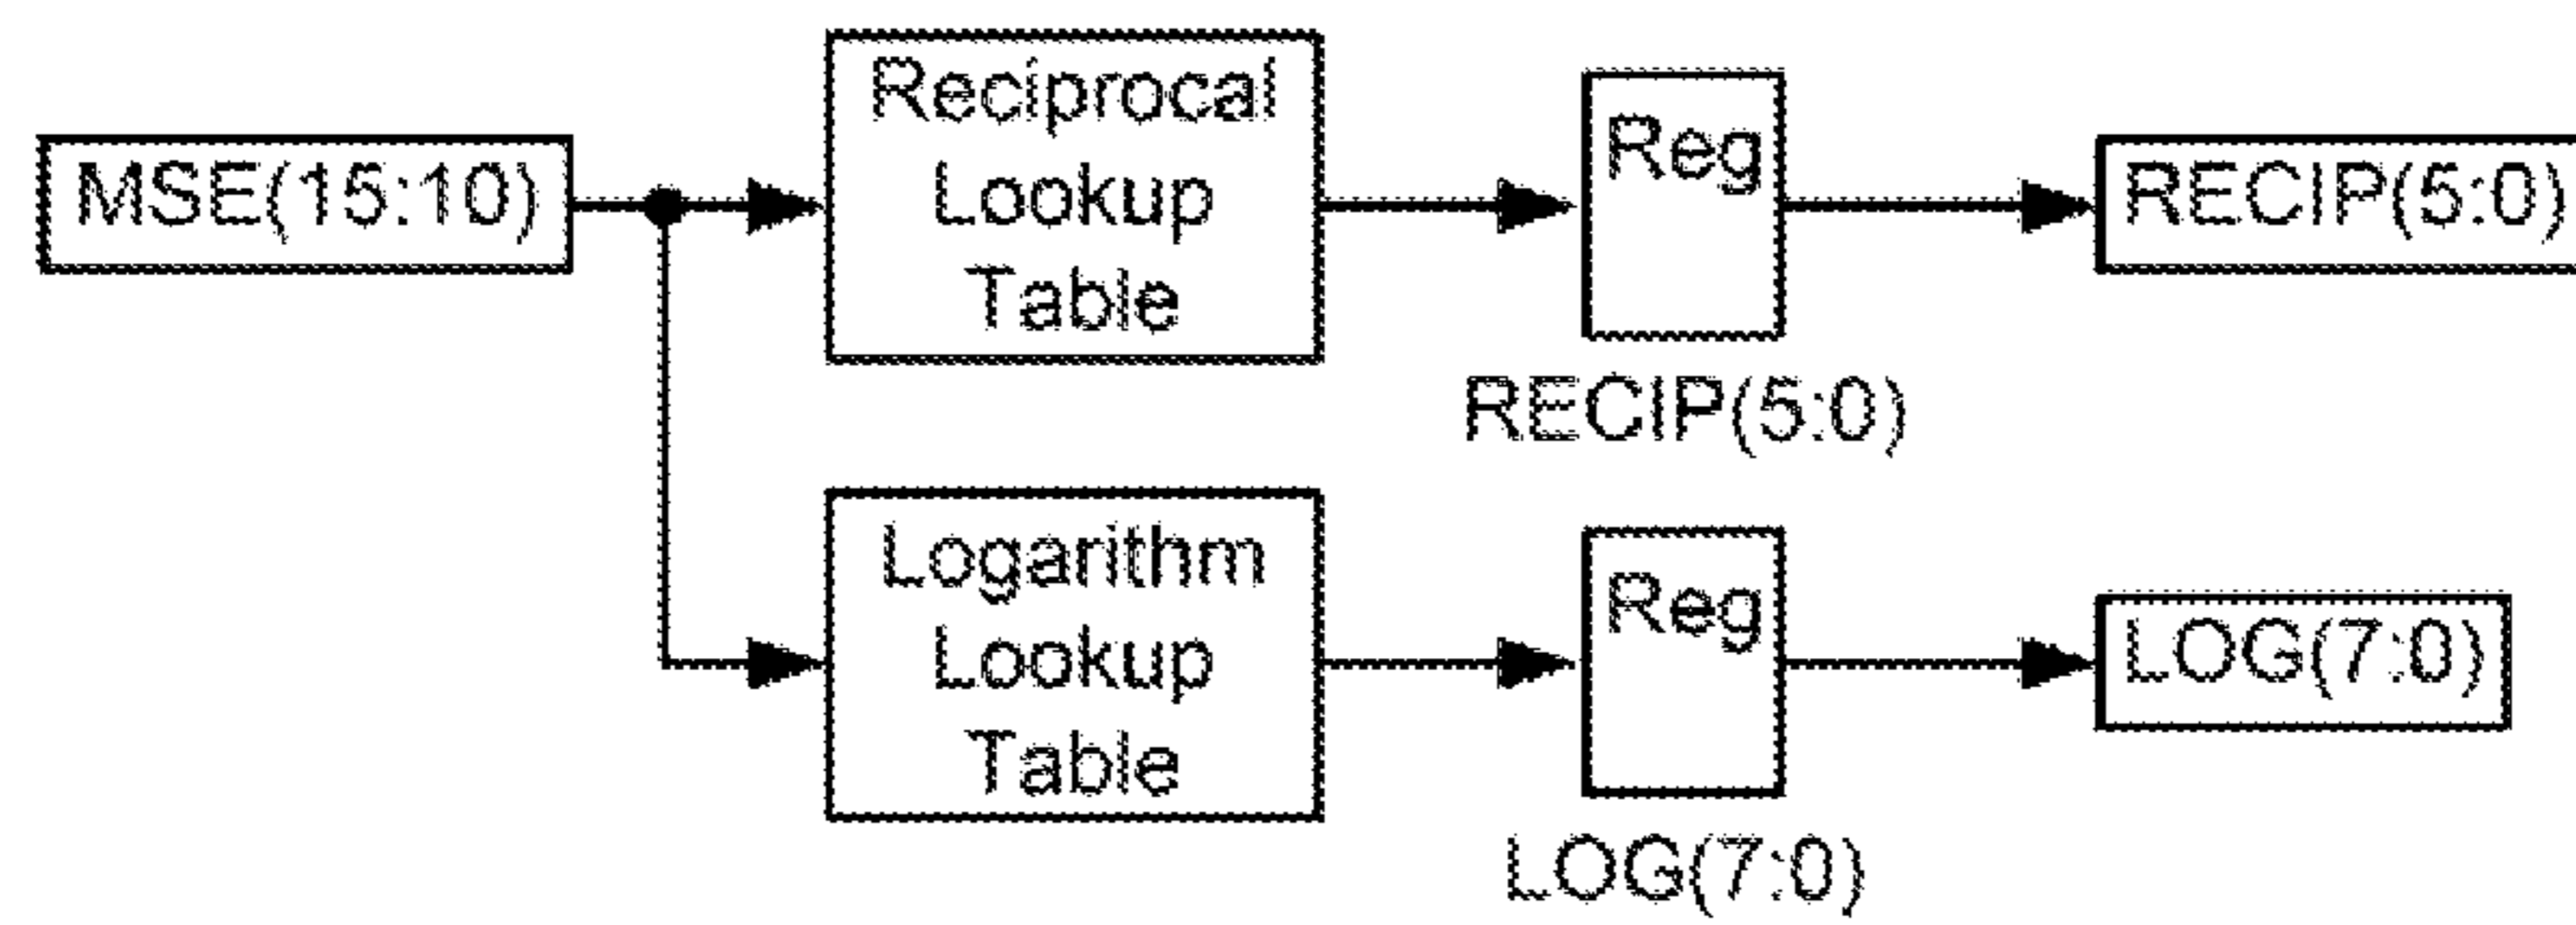 MSE(15:10)
Reciprocal
Lookup
Table
Reg
RECIP(5:0)
RECIP(5:0)
Logarithm
Lookup
Table
Reg
LOG(7:0)
LOG(7:0)